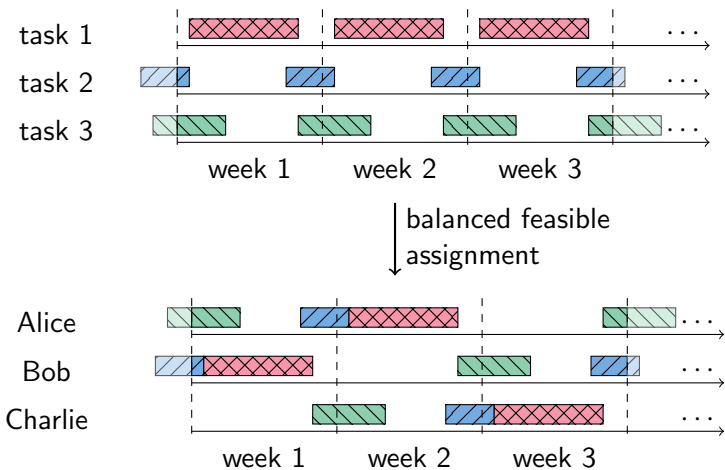 task 1
...
task 2
...
task 3
...
week 1 week 2 week 3
balanced feasible
assignment
Alice
...
Bob
...
Charlie
...
week 1 week 2 week 3